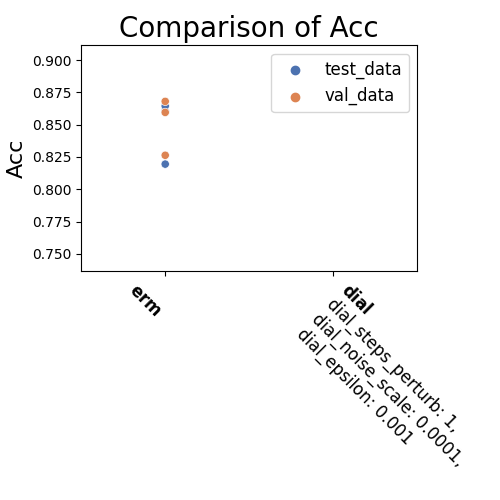 Comparison of Acc
test_data
val_data
Acc
0.900
0.875
0.850
0.825
0.800
0.775
0.750
erm
dial
dial_steps_perturb: 1,
dial_noise_scale: 0.0001,
dial_epsilon: 0.001